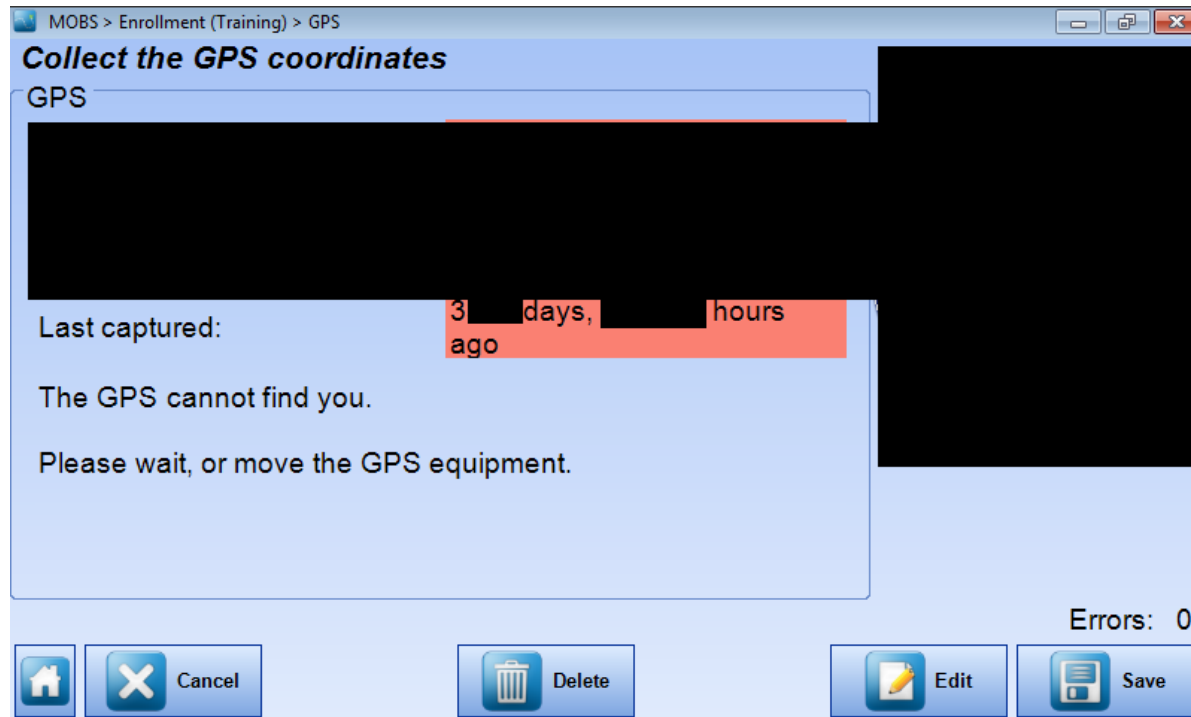 MOBS > Enrollment (Training) > GPS
Collect the GPS coordinates
GPS
Last captured:
3 days, hours
ago
The GPS cannot find you.
Please wait, or move the GPS equipment.
Errors: 0
Cancel
Delete
Edit
Save